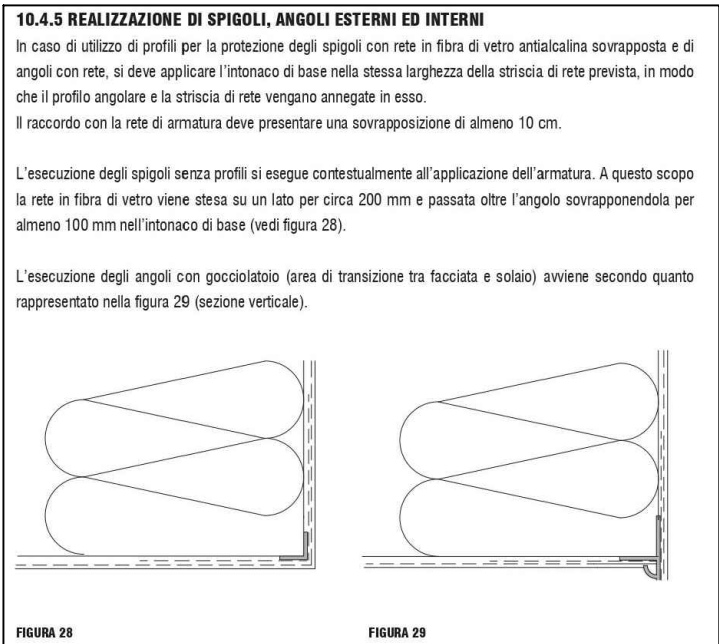 10.4.5 REALIZZAZIONE DI SPIGOLI, ANGOLI ESTERNI ED INTERNI
In caso di utilizzo di profili per la protezione degli spigoli con rete in fibra di vetro antialcalina sovrapposta e di
angoli con rete, si deve applicare l'intonaco di base nella stessa larghezza della striscia di rete prevista, in modo
che il profilo angolare e la striscia di rete vengano annegate in esso.
Il raccordo con la rete di armatura deve presentare una sovrapposizione di almeno 10 cm.
L'esecuzione degli spigoli senza profili si esegue contestualmente all'applicazione dell'armatura. A questo scopo
la rete in fibra di vetro viene stesa su un lato per circa 200 mm e passata oltre l'angolo sovrapponendola per
almeno 100 mm nell'intonaco di base (vedi figura 28).
L'esecuzione degli angoli con gocciolatoio (area di transizione tra facciata e solaio) avviene secondo quanto
rappresentato nella figura 29 (sezione verticale).
FIGURA 28
FIGURA 29